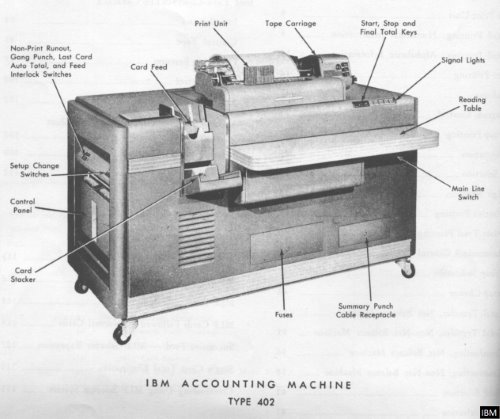 Print Unit
Tape Carriage
Start, Stop and
Final Total Keys
Non-Print Runout,
Gang Punch, Last Card
Auto Total, and Feed
Interlock Switches
Card Feed
Signal Lights
Reading
Table
Setup Change
Switches
Main Line
Switch
Control
Panel
Card
Stacker
Fuses
Summary Punch
Cable Receptacle
IBM ACCOUNTING MACHINE
TYPE 402
IBM